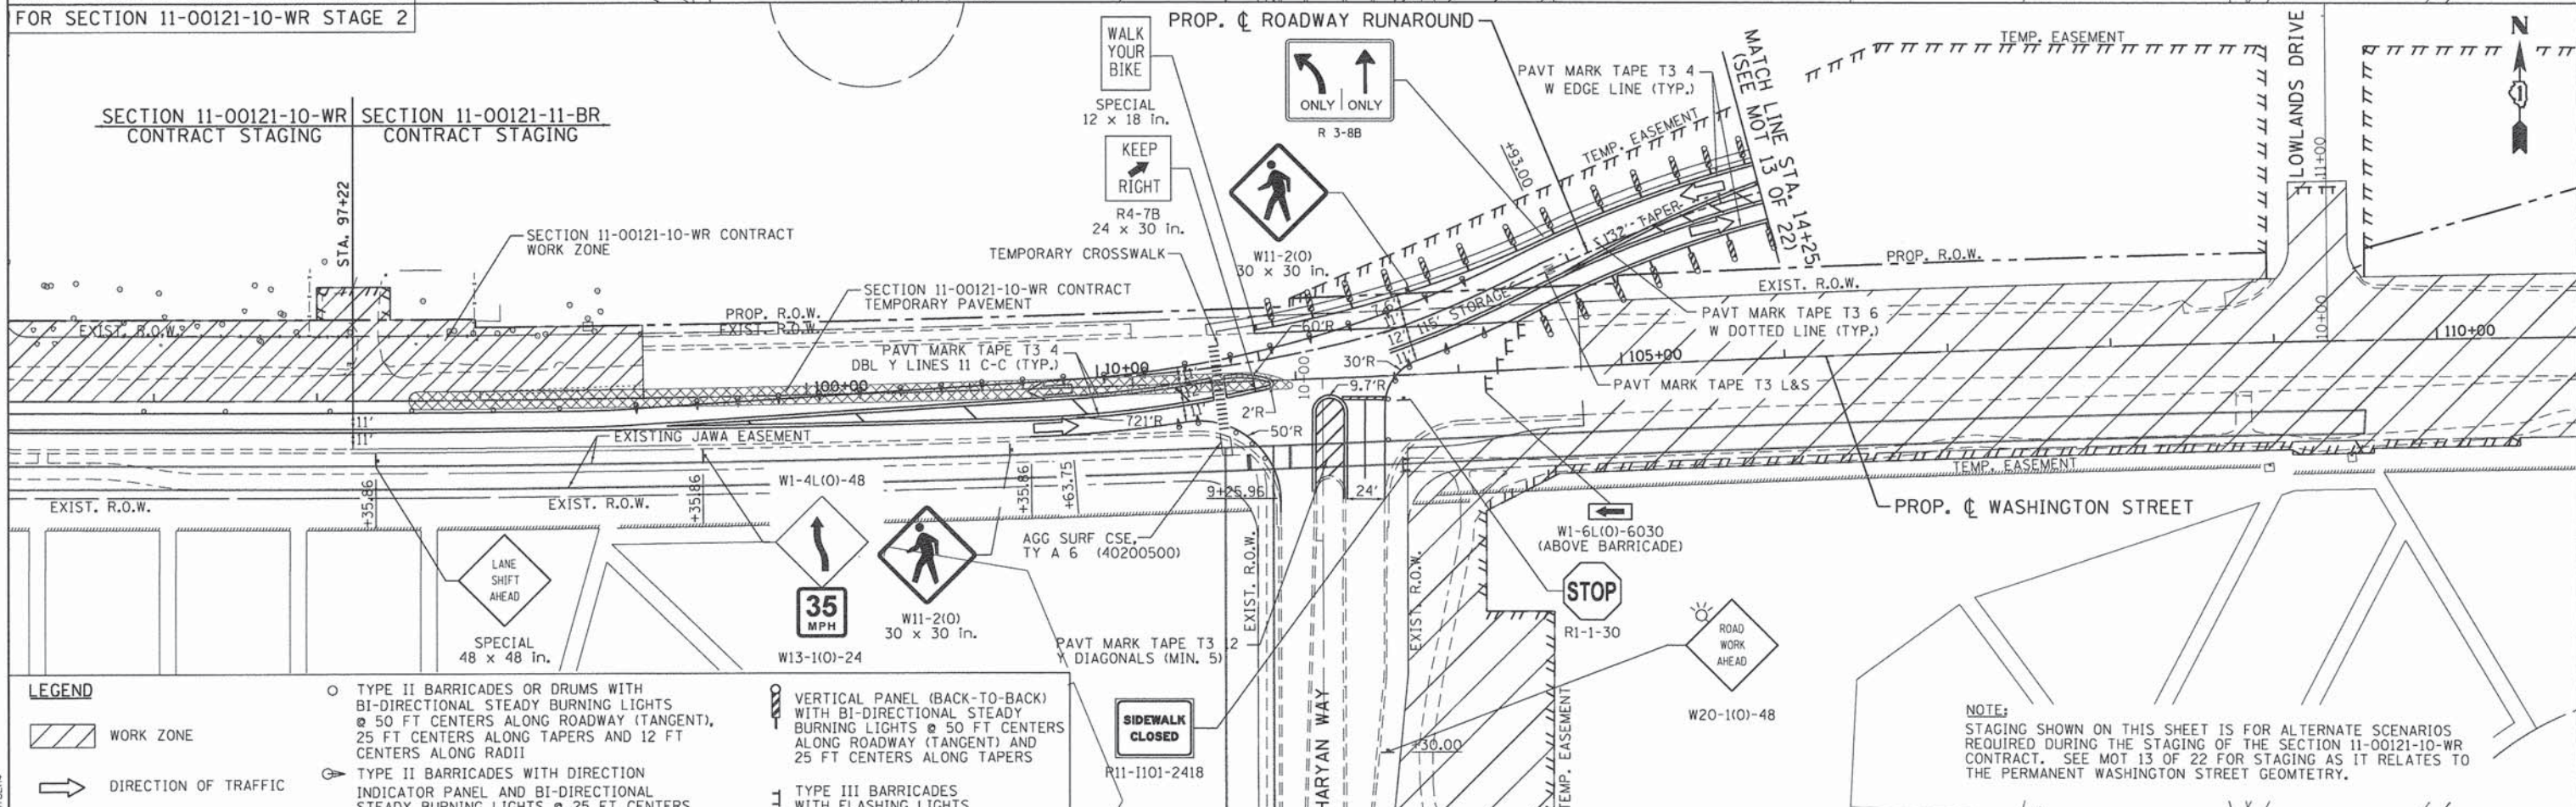 FOR SECTION 11-00121-10-WR STAGE 2
SECTION 11-00121-10-WR
CONTRACT STAGING
SECTION 11-00121-11-BR
CONTRACT STAGING
STA. 97+22
SECTION 11-00121-10-WR CONTRACT
WORK ZONE
WALK
YOUR
BIKE
SPECIAL
12 x 18 in.
KEEP
RIGHT
R4-7B
24 x 30 in.
TEMPORARY CROSSWALK
PROP. ℄ ROADWAY RUNAROUND
ONLY ONLY
R 3-8B
W11-2(O)
30 x 30 in.
PAVT MARK TAPE T3 4
W EDGE LINE (TYP.)
MATCH LINE STA. 14+25
(SEE MOT 13 OF 22)
TEMP. EASEMENT
+93.00
132' TAPER
115' STORAGE
TEMP. EASEMENT
LOWLANDS DRIVE
11+00
10+00
N
PROP. R.O.W.
EXIST. R.O.W.
110+00
105+00
PAVT MARK TAPE T3 6
W DOTTED LINE (TYP.)
PAVT MARK TAPE T3 L&S
SECTION 11-00121-10-WR CONTRACT
TEMPORARY PAVEMENT
PROP. R.O.W.
EXIST. R.O.W.
EXIST. R.O.W.
PAVT MARK TAPE T3 4
DBL Y LINES 11 C-C (TYP.)
100+00
10+00
10+00
60'R
12'
11'
30'R
9.7'R
2'R
50'R
721'R
11'
11'
EXISTING JAWA EASEMENT
EXIST. R.O.W.
EXIST. R.O.W.
+35.86
+35.86
+35.86
+63.75
9+25.96
24'
TEMP. EASEMENT
PROP. ℄ WASHINGTON STREET
LANE
SHIFT
AHEAD
SPECIAL
48 x 48 in.
W1-4L(O)-48
35
MPH
W13-1(O)-24
W11-2(O)
30 x 30 in.
AGG SURF CSE,
TY A 6 (40200500)
PAVT MARK TAPE T3 12
Y DIAGONALS (MIN. 5)
EXIST. R.O.W.
EXIST. R.O.W.
W1-6L(O)-6030
(ABOVE BARRICADE)
STOP
R1-1-30
ROAD
WORK
AHEAD
W20-1(O)-48
SIDEWALK
CLOSED
R11-I101-2418
HARYAN WAY
+30.00
TEMP. EASEMENT
LEGEND
WORK ZONE
DIRECTION OF TRAFFIC
TYPE II BARRICADES OR DRUMS WITH
BI-DIRECTIONAL STEADY BURNING LIGHTS
@ 50 FT CENTERS ALONG ROADWAY (TANGENT),
25 FT CENTERS ALONG TAPERS AND 12 FT
CENTERS ALONG RADII
TYPE II BARRICADES WITH DIRECTION
INDICATOR PANEL AND BI-DIRECTIONAL
STEADY BURNING LIGHTS @ 25 FT CENTERS
VERTICAL PANEL (BACK-TO-BACK)
WITH BI-DIRECTIONAL STEADY
BURNING LIGHTS @ 50 FT CENTERS
ALONG ROADWAY (TANGENT) AND
25 FT CENTERS ALONG TAPERS
TYPE III BARRICADES
WITH FLASHING LIGHTS
NOTE:
STAGING SHOWN ON THIS SHEET IS FOR ALTERNATE SCENARIOS
REQUIRED DURING THE STAGING OF THE SECTION 11-00121-10-WR
CONTRACT. SEE MOT 13 OF 22 FOR STAGING AS IT RELATES TO
THE PERMANENT WASHINGTON STREET GEOMTETRY.